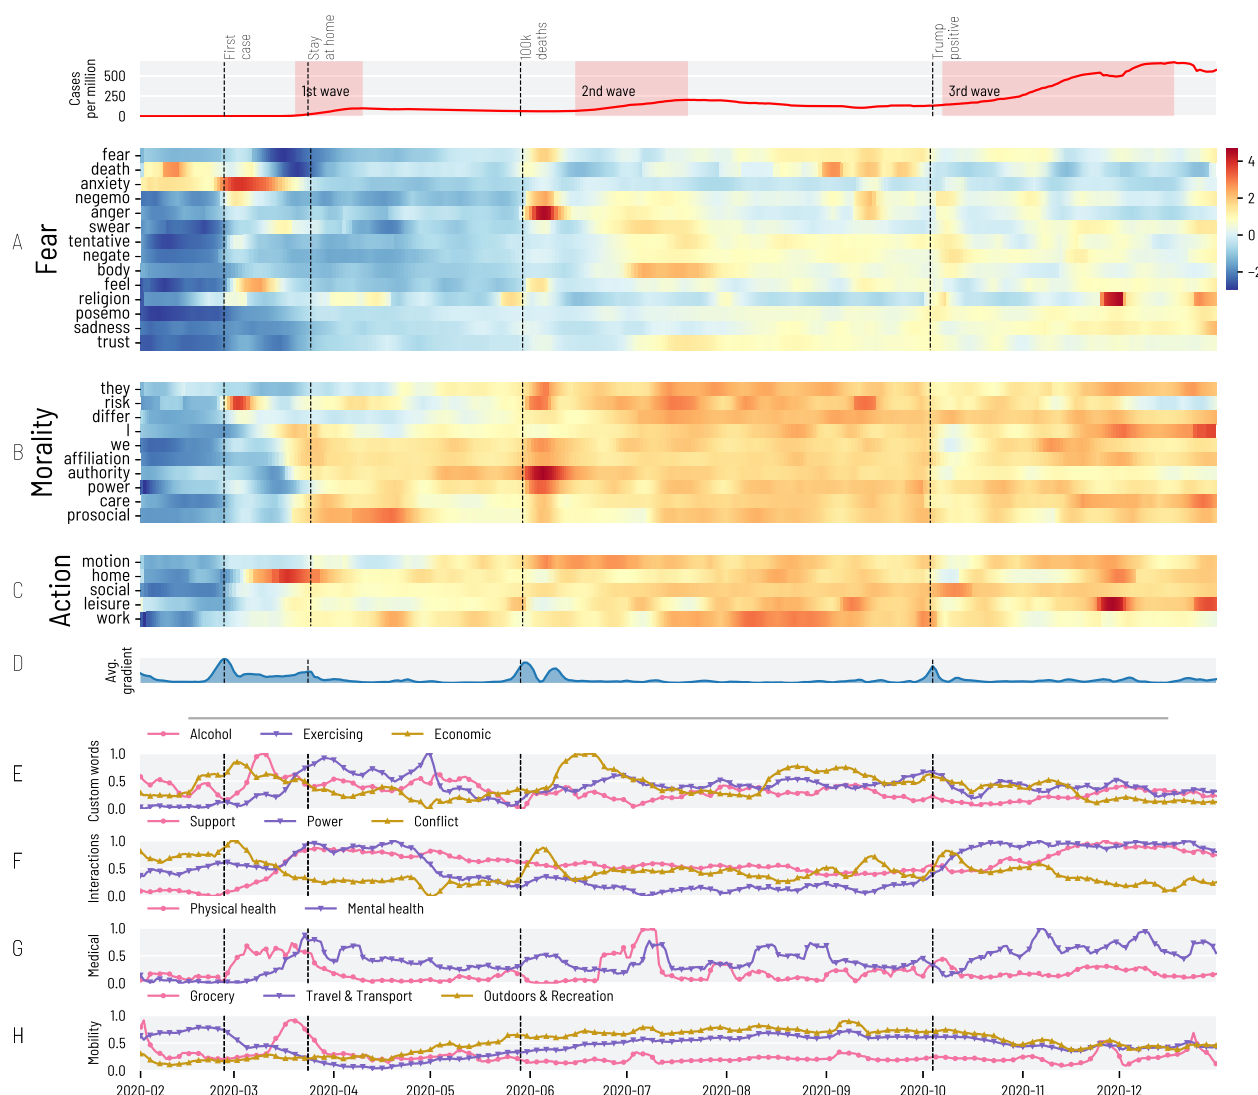 First
case
Stay
at home
100k
deaths
Trump
positive
Cases
per million
500
250
0
1st wave
2nd wave
3rd wave
A
Fear
fear
death
anxiety
negemo
anger
swear
tentative
negate
body
feel
religion
posemo
sadness
trust
4
2
0
−2
B
Morality
they
risk
differ
I
we
affiliation
authority
power
care
prosocial
C
Action
motion
home
social
leisure
work
D
Avg.
gradient
Alcohol Exercising Economic
E
Custom words
1.0
0.5
0.0
Support Power Conflict
F
Interactions
1.0
0.5
0.0
Physical health Mental health
G
Medical
1.0
0.5
0.0
Grocery Travel & Transport Outdoors & Recreation
H
Mobility
1.0
0.5
0.0
2020-02 2020-03 2020-04 2020-05 2020-06 2020-07 2020-08 2020-09 2020-10 2020-11 2020-12